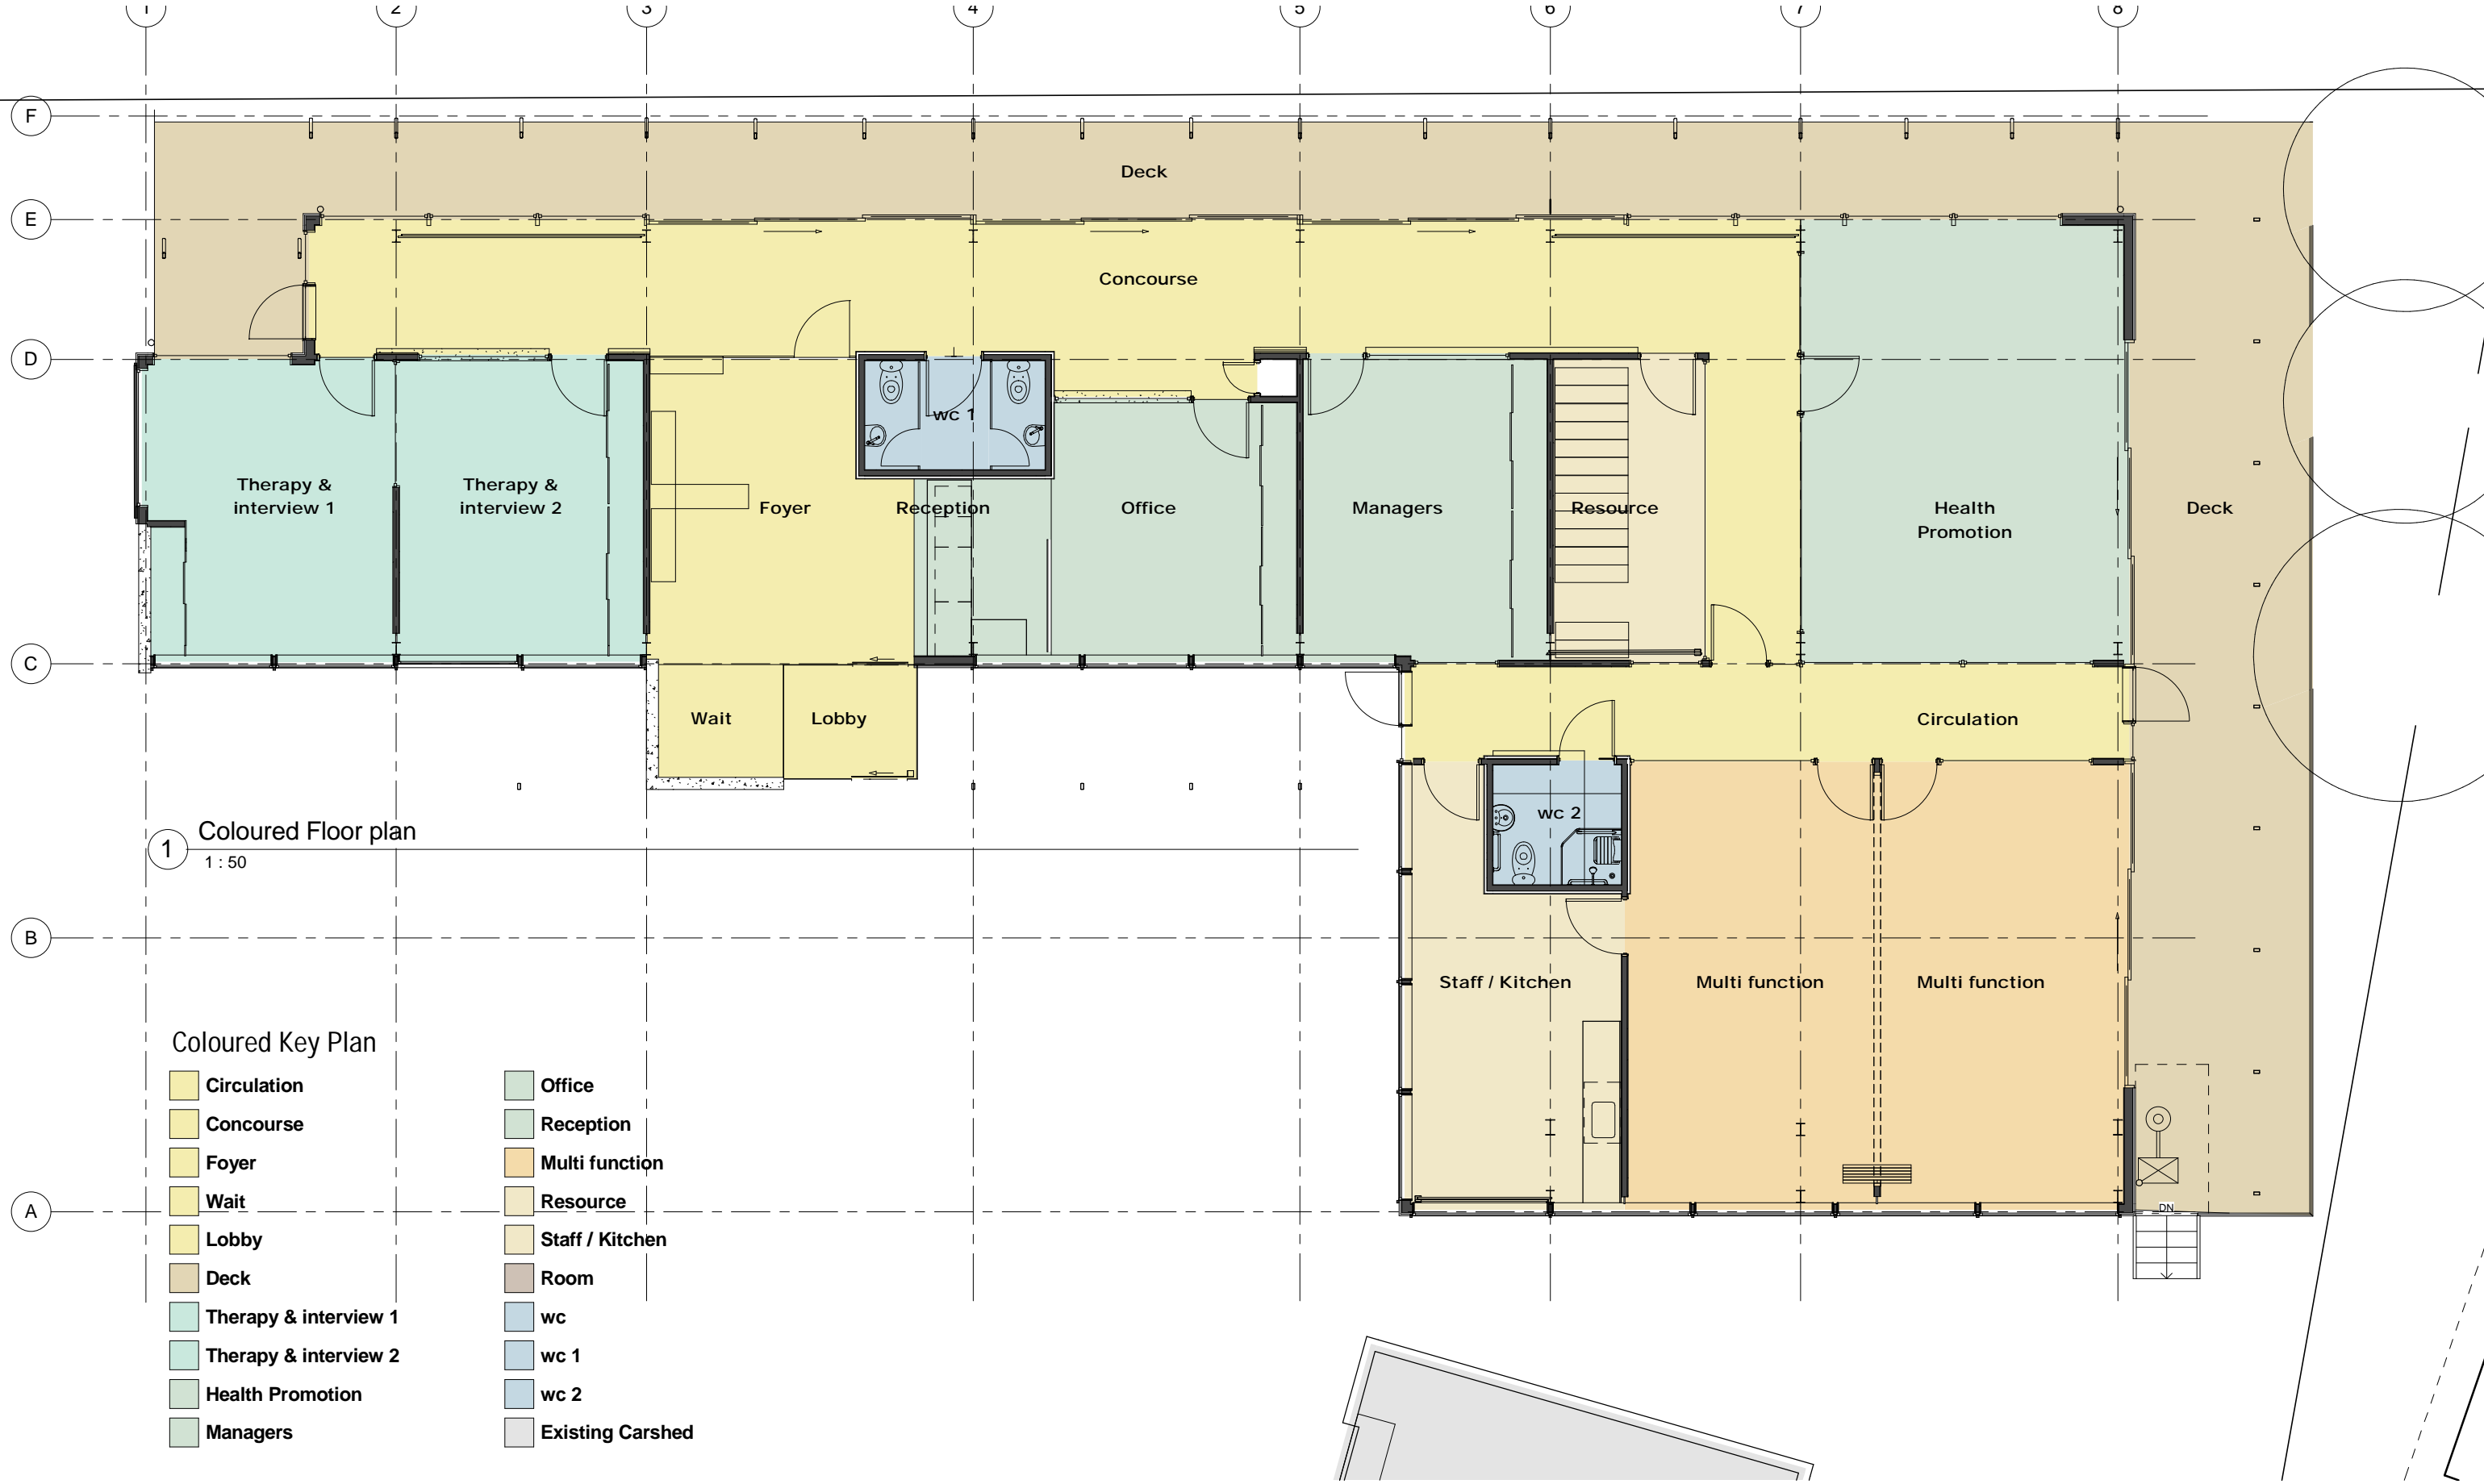 1 2 3 4 5 6 7 8
F
Deck
E
Concourse
D
wc 1
Therapy &
interview 1
Therapy &
interview 2
Foyer
Reception
Office
Managers
Resource
Health
Promotion
Deck
C
Wait
Lobby
Circulation
wc 2
1
Coloured Floor plan
1 : 50
B
Staff / Kitchen
Multi function
Multi function
A
DN
Coloured Key Plan
Circulation
Concourse
Foyer
Wait
Lobby
Deck
Therapy & interview 1
Therapy & interview 2
Health Promotion
Managers
Office
Reception
Multi function
Resource
Staff / Kitchen
Room
wc
wc 1
wc 2
Existing Carshed